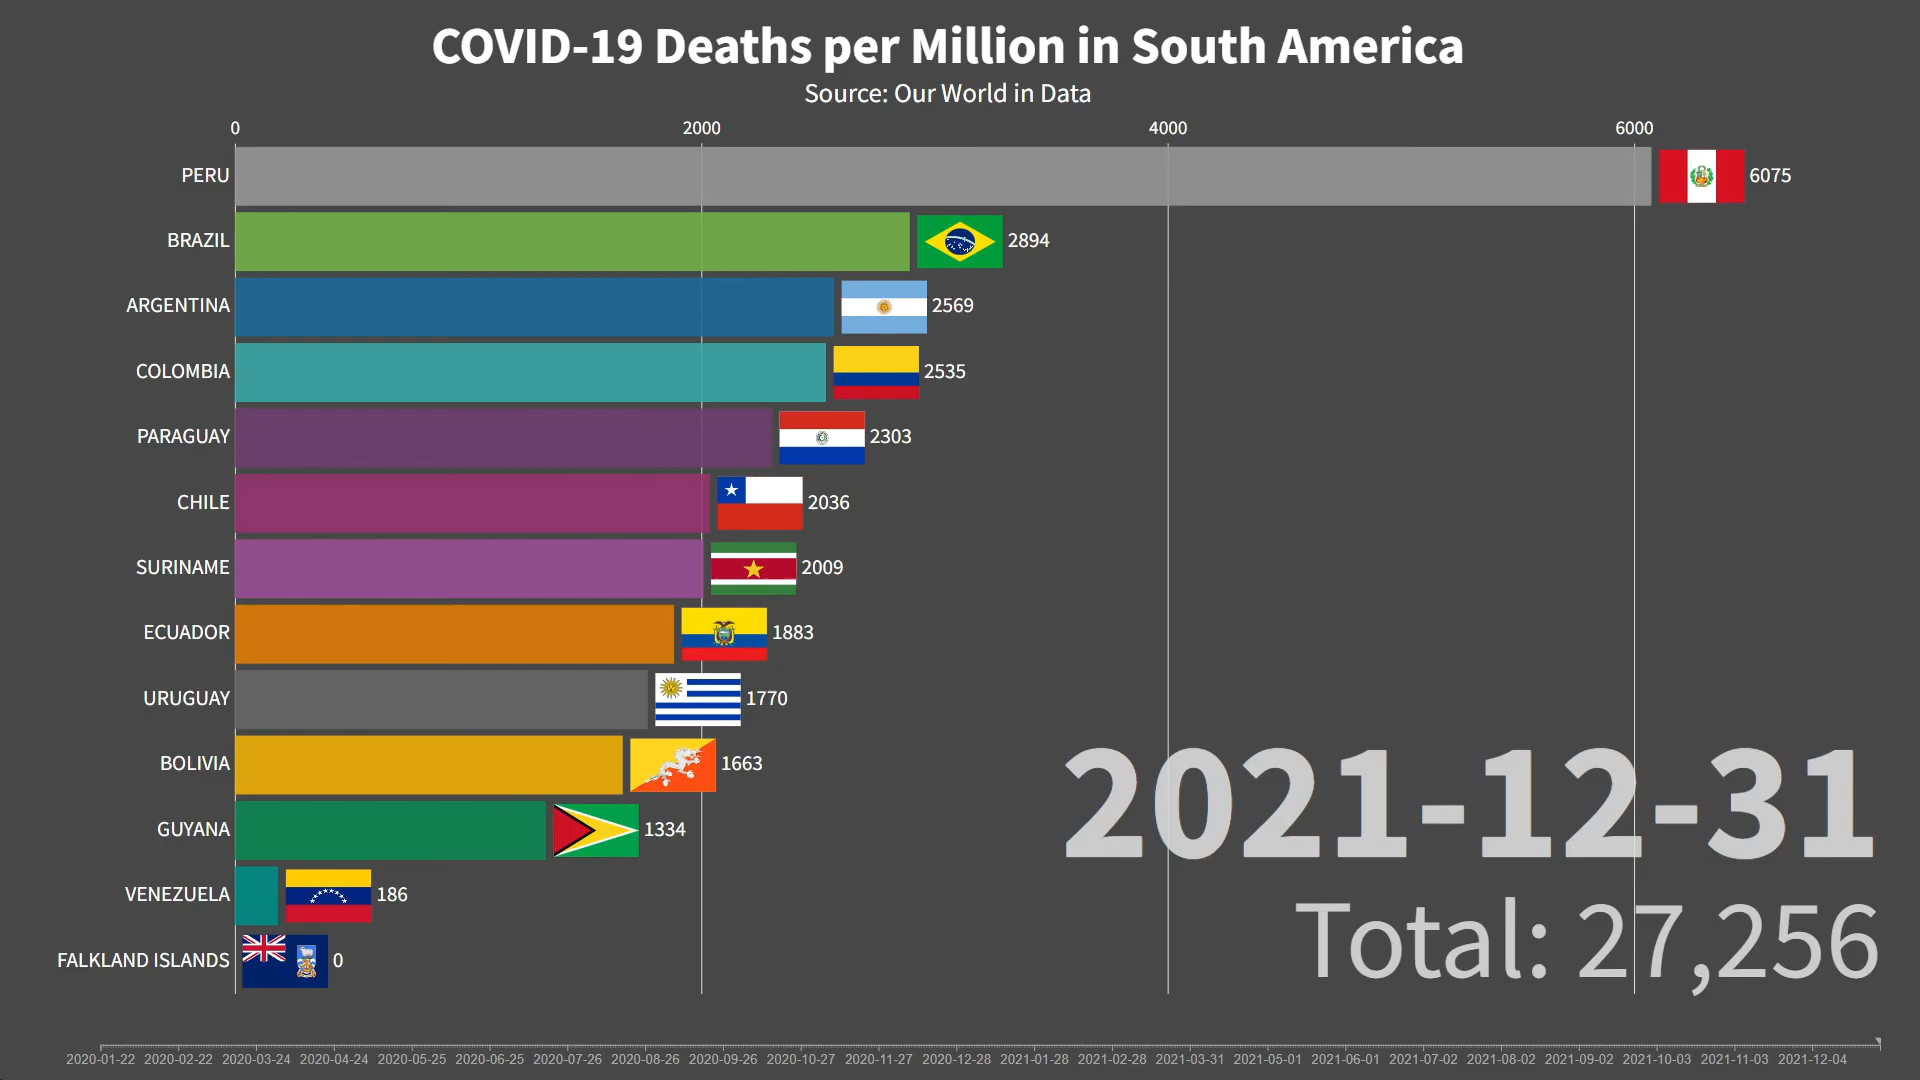 COVID-19 Deaths per Million in South America
Source: Our World in Data
0 2000 4000 6000
PERU 6075
BRAZIL 2894
ARGENTINA 2569
COLOMBIA 2535
PARAGUAY 2303
CHILE 2036
SURINAME 2009
ECUADOR 1883
URUGUAY 1770
BOLIVIA 1663
GUYANA 1334
VENEZUELA 186
FALKLAND ISLANDS 0
2021-12-31
Total: 27,256
2020-01-22 2020-02-22 2020-03-24 2020-04-24 2020-05-25 2020-06-25 2020-07-26 2020-08-26 2020-09-26 2020-10-27 2020-11-27 2020-12-28 2021-01-28 2021-02-28 2021-03-31 2021-05-01 2021-06-01 2021-07-02 2021-08-02 2021-09-02 2021-10-03 2021-11-03 2021-12-04